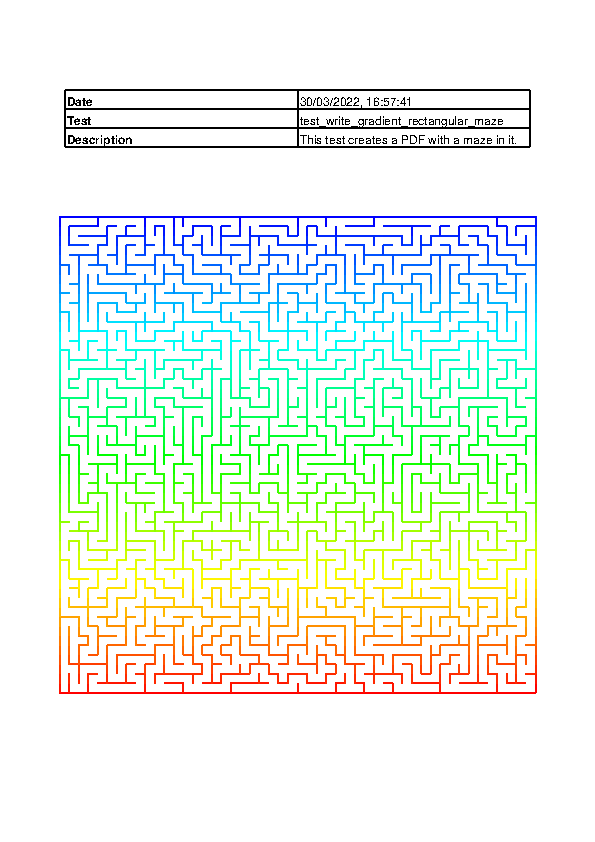 Date 30/03/2022, 16:57:41
Test test_write_gradient_rectangular_maze
Description This test creates a PDF with a maze in it.